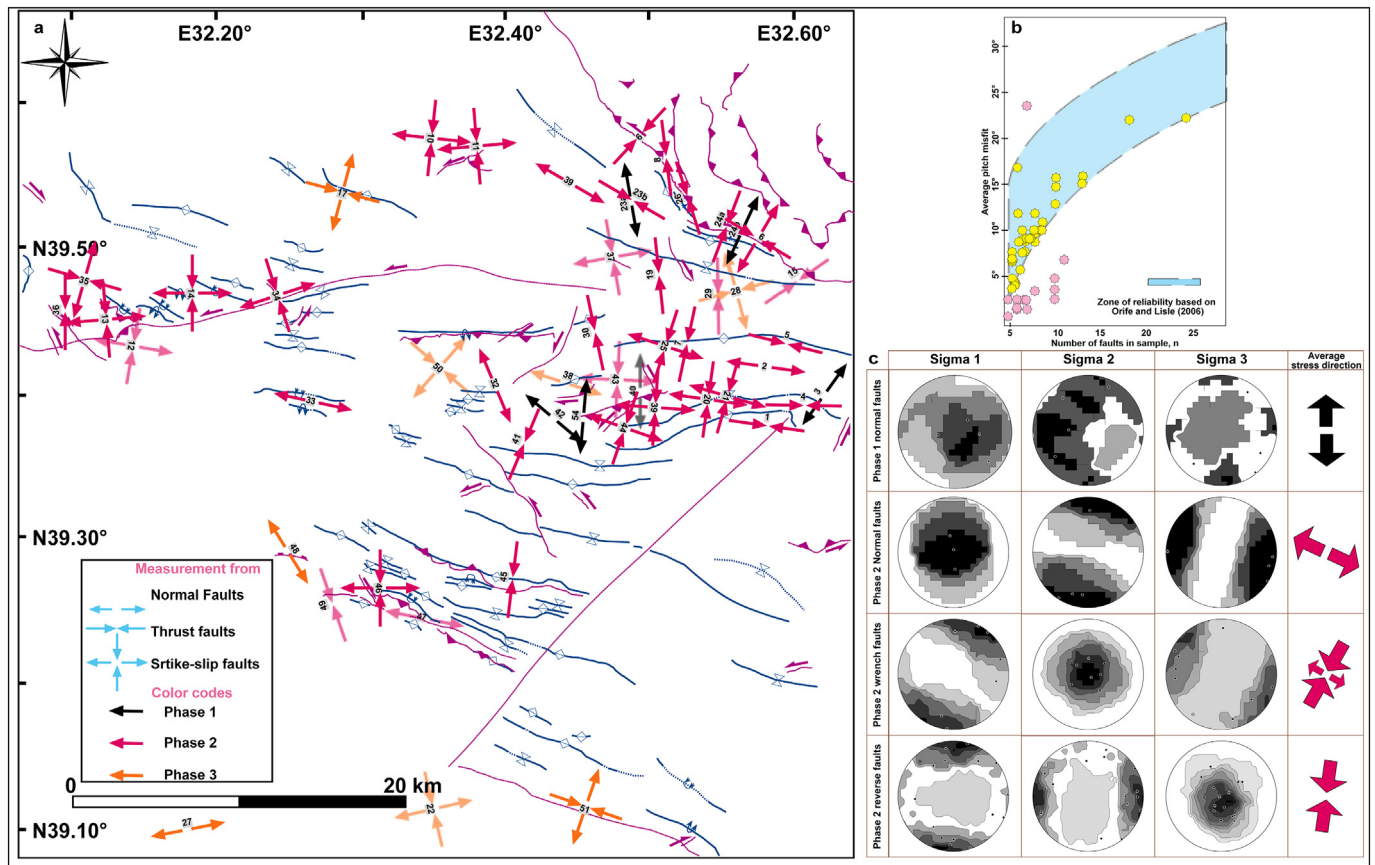 a
E32.20°
E32.40°
E32.60°
N39.50°
N39.30°
N39.10°
10
11
9
8
39
23b
23
26
24a
24b
6
17
37
19
15
28
29
35
14
34
36
13
12
30
25
7
5
2
50
32
38
43
40
3
33
42
54
39
20
21
4
1
44
41
48
46
49
47
45
22
51
27
Measurement from
Normal Faults
Thrust faults
Srtike-slip faults
Color codes
Phase 1
Phase 2
Phase 3
0
20 km
b
Average pitch misfit
30°
25°
20°
15°
10°
5°
5
10
15
20
25
Number of faults in sample, n
Zone of reliability based on
Orife and Lisle (2006)
c
Sigma 1
Sigma 2
Sigma 3
Average
stress direction
Phase 1 normal faults
Phase 2 Normal faults
Phase 2 wrench faults
Phase 2 reverse faults